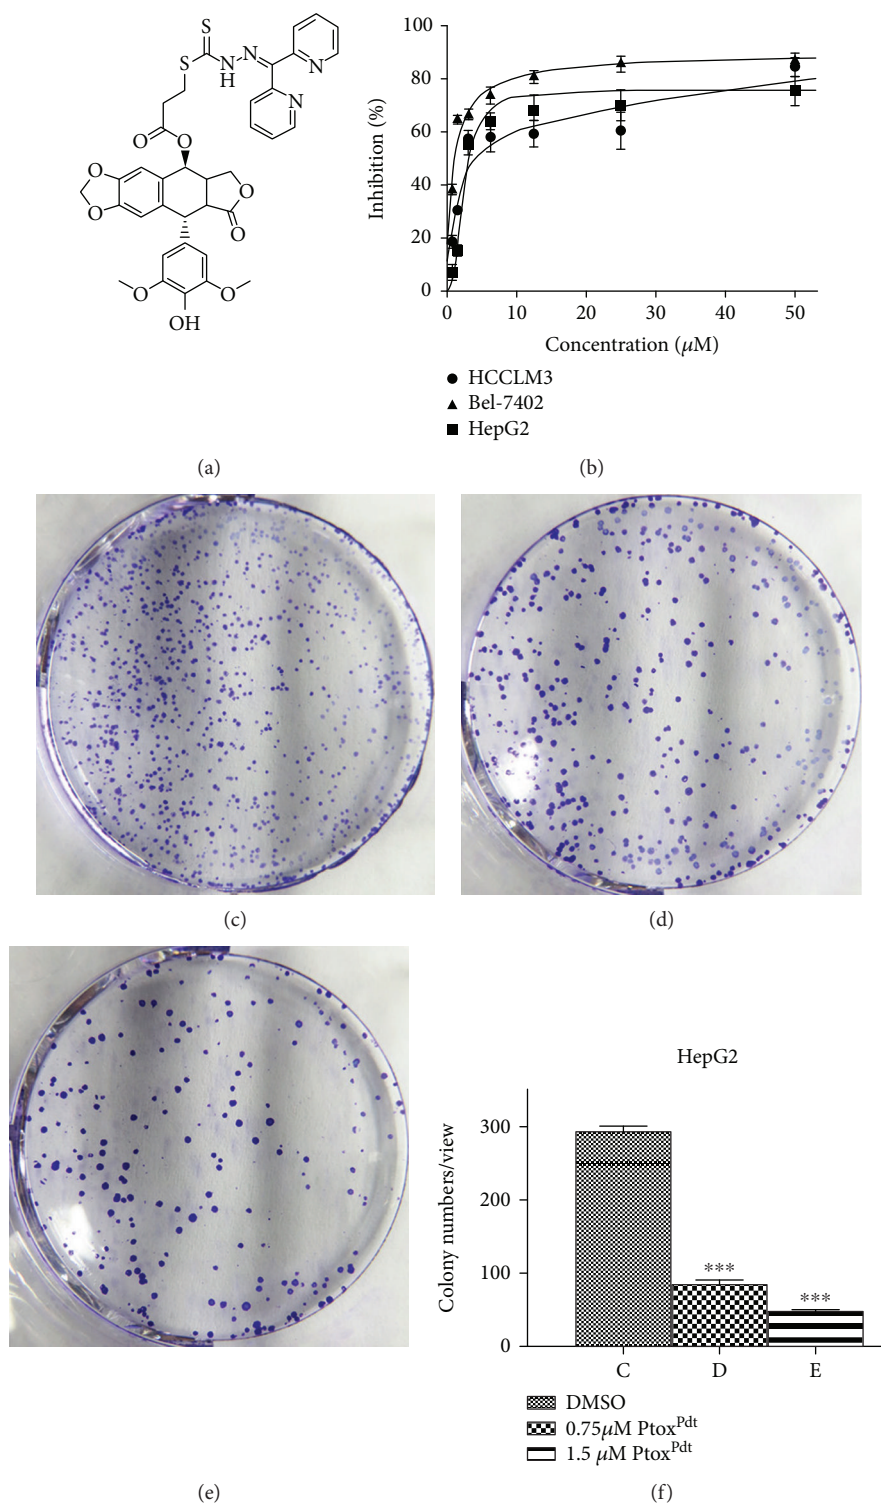 S
S
N
H
N
N
N
O
O
O
O
O
O
O
O
O
OH
(a)
100
80
60
40
20
0
Inhibition (%)
0 10 20 30 40 50
Concentration (μM)
HCCLM3
Bel-7402
HepG2
(b)
(c)
(d)
(e)
HepG2
300
200
100
0
Colony numbers/view
***
***
C D E
DMSO
0.75μM Ptox^Pdt
1.5 μM Ptox^Pdt
(f)